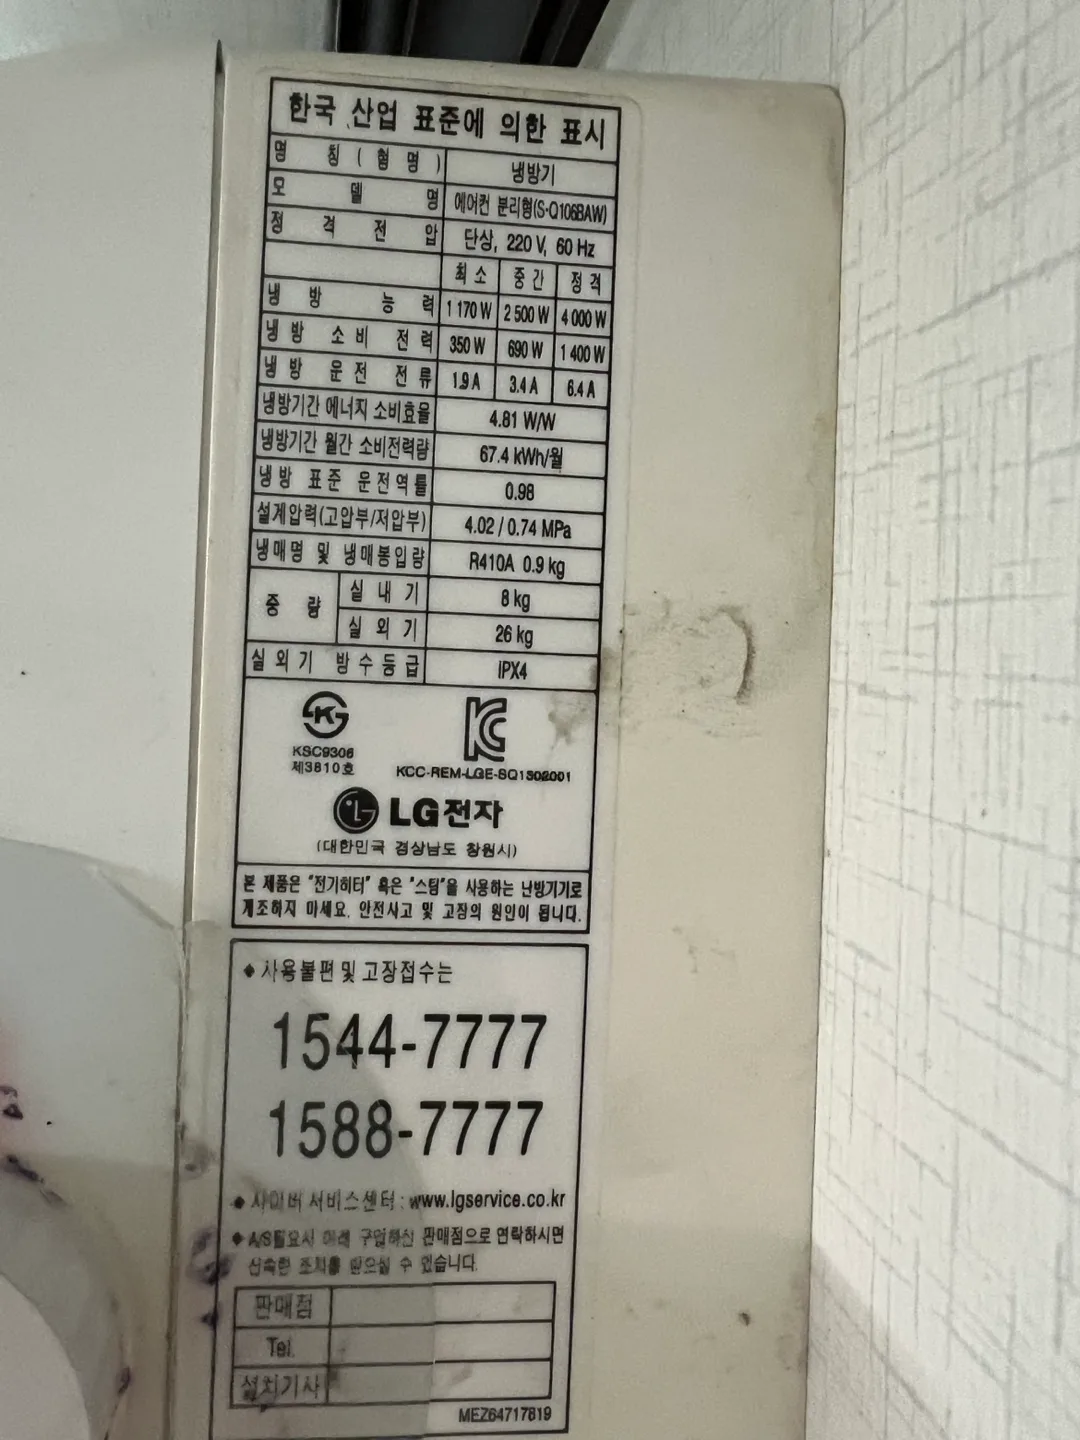 한국 산업 표준에 의한 표시
명 칭 ( 형 명 ) 냉방기
모 델 명 에어컨 분리형(S-Q106BAW)
정 격 전 압 단상, 220 V, 60 Hz
최 소 중 간 정 격
냉 방 능 력 1 170 W 2 500 W 4 000 W
냉 방 소 비 전 력 350 W 690 W 1 400 W
냉 방 운 전 전 류 1.9 A 3.4 A 6.4 A
냉방기간 에너지 소비효율 4.81 W/W
냉방기간 월간 소비전력량 67.4 kWh/월
냉 방 표 준 운 전 역 률 0.98
설계압력(고압부/저압부) 4.02 / 0.74 MPa
냉매명 및 냉매봉입량 R410A 0.9 kg
중 량 실 내 기 8 kg
실 외 기 26 kg
실 외 기 방 수 등 급 IPX4
KSC9306
제3810호
KCC-REM-LGE-SQ1302001
LG전자
(대한민국 경상남도 창원시)
본 제품은 "전기히터" 혹은 "스팀"을 사용하는 난방기기로
개조하지 마세요. 안전사고 및 고장의 원인이 됩니다.
◆ 사용불편 및 고장접수는
1544-7777
1588-7777
◆ 사이버 서비스센터 : www.lgservice.co.kr
◆ A/S필요시 아래 구입하신 판매점으로 연락하시면
신속한 조치를 받으실 수 있습니다.
판매점
Tel.
설치기사
MEZ64717819